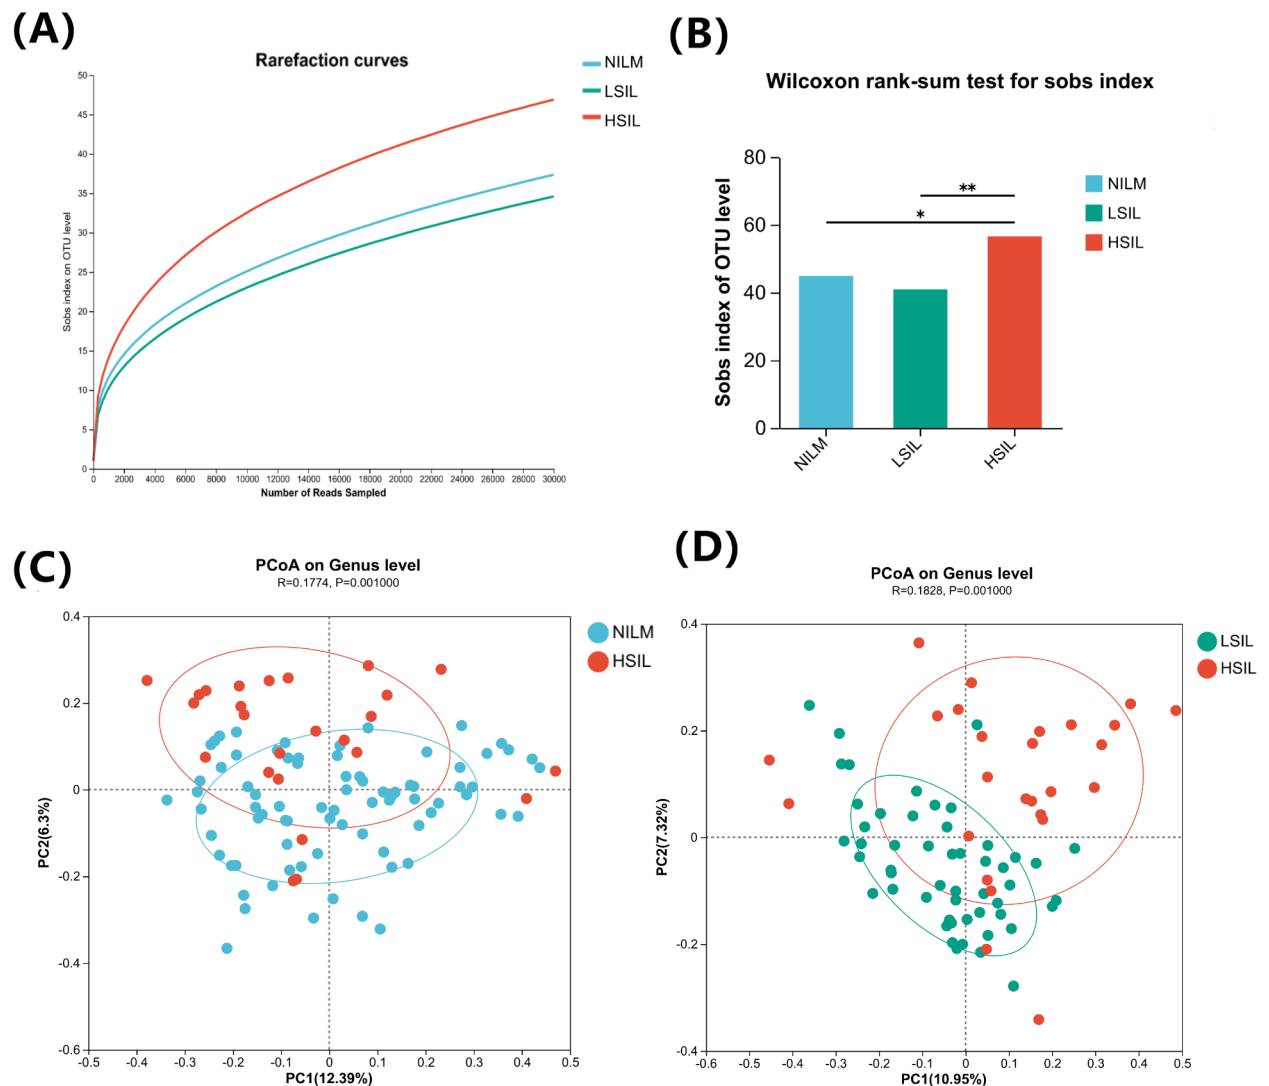 (A)
Rarefaction curves
NILM
LSIL
HSIL
Sobs index on OTU level
50
45
40
35
30
25
20
15
10
5
0
0 2000 4000 6000 8000 10000 12000 14000 16000 18000 20000 22000 24000 26000 28000 30000
Number of Reads Sampled
(B)
Wilcoxon rank-sum test for sobs index
Sobs index of OTU level
80
60
40
20
0
**
*
NILM
LSIL
HSIL
NILM LSIL HSIL
(C)
PCoA on Genus level
R=0.1774, P=0.001000
NILM
HSIL
PC2(6.3%)
0.4
0.2
0
-0.2
-0.4
-0.6
-0.5 -0.4 -0.3 -0.2 -0.1 0 0.1 0.2 0.3 0.4 0.5
PC1(12.39%)
(D)
PCoA on Genus level
R=0.1828, P=0.001000
LSIL
HSIL
PC2(7.32%)
0.4
0.2
0
-0.2
-0.4
-0.6 -0.5 -0.4 -0.3 -0.2 -0.1 0 0.1 0.2 0.3 0.4 0.5
PC1(10.95%)